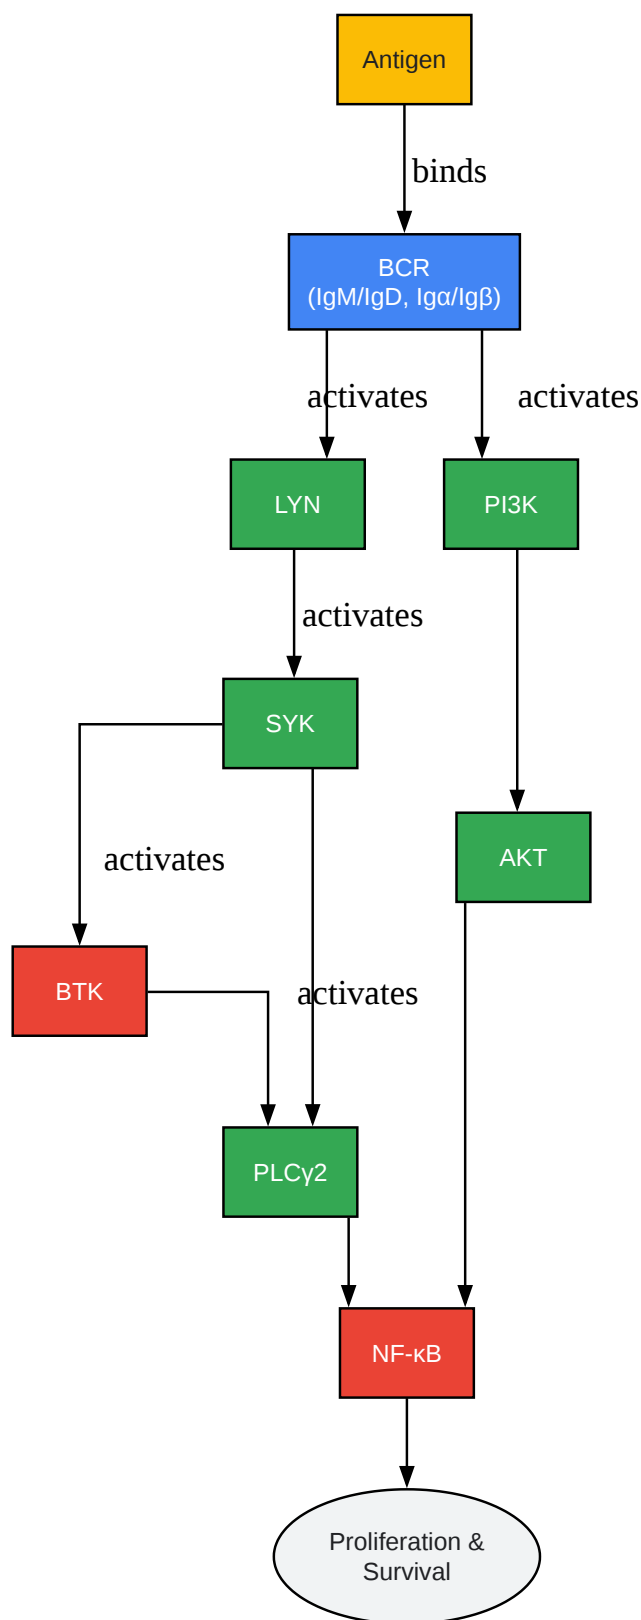 Antigen
binds
BCR
(IgM/IgD, Igα/Igβ)
activates
activates
LYN
PI3K
activates
SYK
activates
AKT
BTK
activates
PLCγ2
NF-κB
Proliferation &
Survival